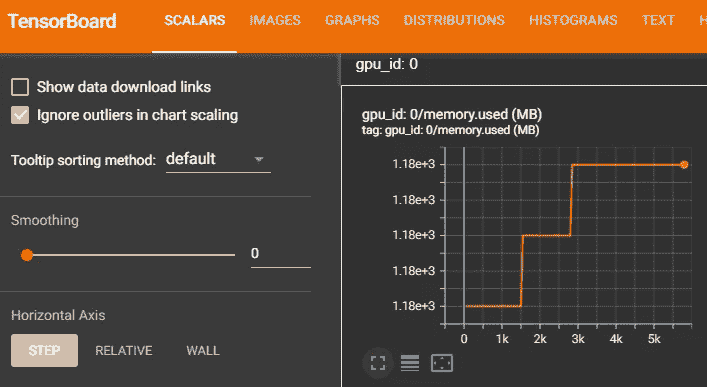 TensorBoard SCALARS IMAGES GRAPHS DISTRIBUTIONS HISTOGRAMS TEXT H
Show data download links
Ignore outliers in chart scaling
Tooltip sorting method: default
Smoothing
0
Horizontal Axis
STEP RELATIVE WALL
gpu_id: 0
gpu_id: 0/memory.used (MB)
tag: gpu_id: 0/memory.used (MB)
1.18e+3
1.18e+3
1.18e+3
1.18e+3
1.18e+3
0 1k 2k 3k 4k 5k